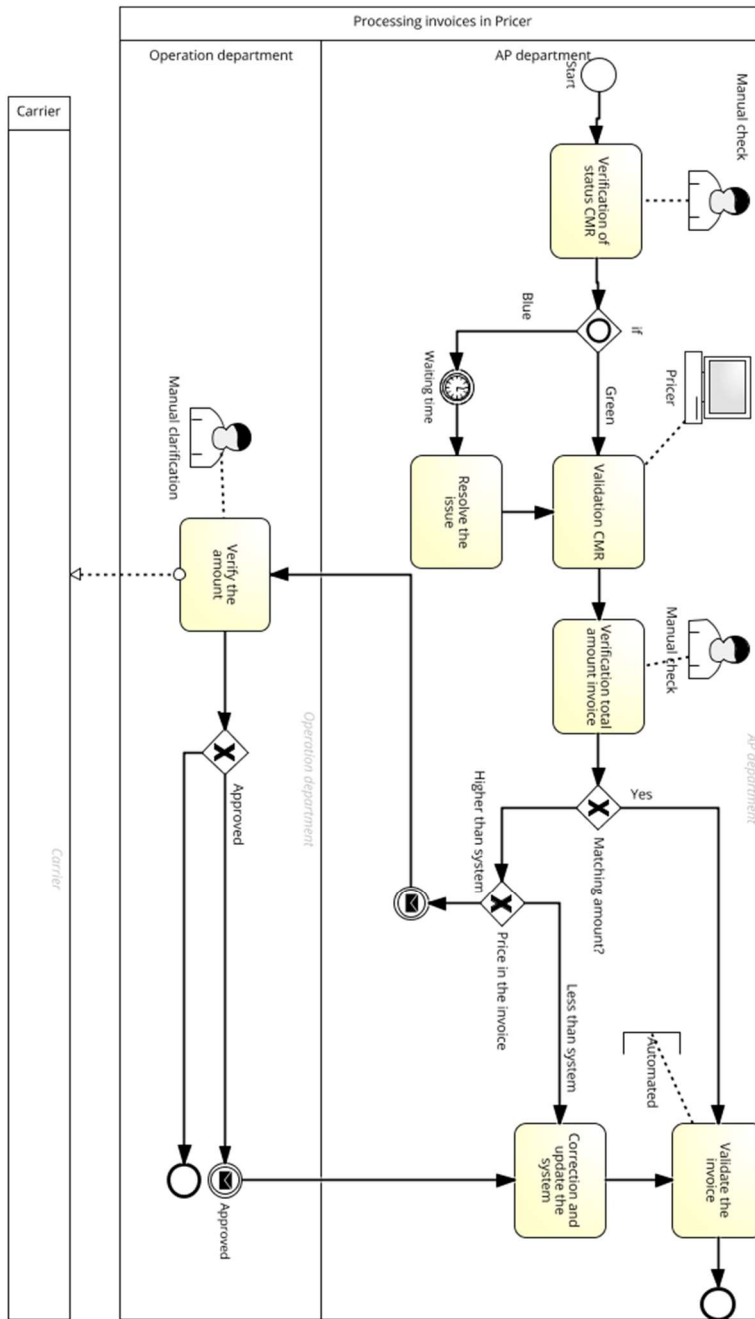 Processing invoices in Pricer
Operation department
AP department
Carrier
Start
Manual check
Verification of
status CMR
if
Blue
Green
Waiting time
Pricer
Resolve the
issue
Validation CMR
Manual clarification
Verify the
amount
Verification total
amount invoice
Manual check
AP department
Operation department
Carrier
Yes
Matching amount?
Higher than system
Price in the invoice
Less than system
Approved
Automated
Correction and
update the
system
Validate the
invoice
Approved